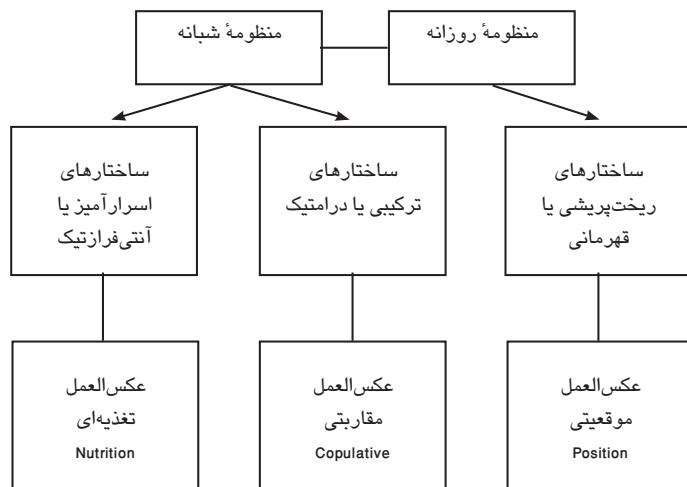 منظومهٔ روزانه
منظومهٔ شبانه
ساختارهای
ریخت‌پریشی یا
قهرمانی
ساختارهای
ترکیبی یا درامتیک
ساختارهای
اسرارآمیز یا
آنتی‌فرازتیک
عکس‌العمل
موقعیتی
Position
عکس‌العمل
مقاربتی
Copulative
عکس‌العمل
تغذیه‌ای
Nutrition